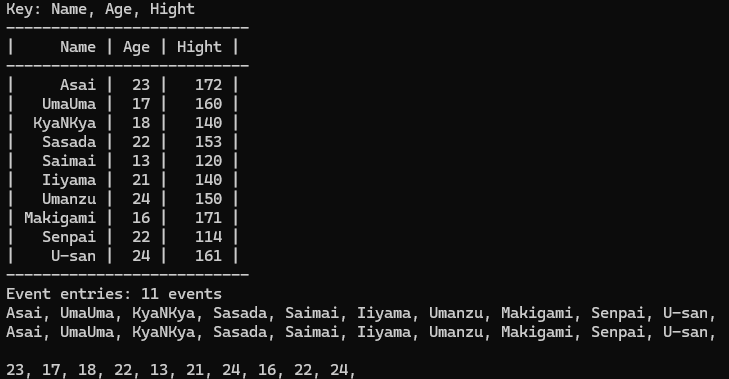 Key: Name, Age, Hight
---------------------------
|     Name | Age | Hight |
---------------------------
|     Asai |  23 |   172 |
|   UmaUma |  17 |   160 |
|  KyaNKya |  18 |   140 |
|   Sasada |  22 |   153 |
|   Saimai |  13 |   120 |
|   Iiyama |  21 |   140 |
|   Umanzu |  24 |   150 |
| Makigami |  16 |   171 |
|   Senpai |  22 |   114 |
|    U-san |  24 |   161 |
---------------------------
Event entries: 11 events
Asai, UmaUma, KyaNKya, Sasada, Saimai, Iiyama, Umanzu, Makigami, Senpai, U-san,
Asai, UmaUma, KyaNKya, Sasada, Saimai, Iiyama, Umanzu, Makigami, Senpai, U-san,
23, 17, 18, 22, 13, 21, 24, 16, 22, 24,